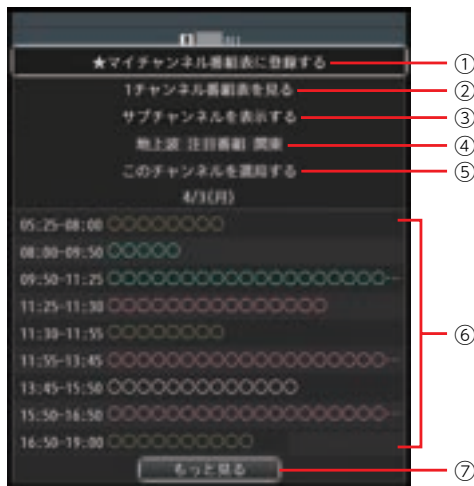 ★マイチャンネル番組表に登録する ①
1チャンネル番組表を見る ②
サブチャンネルを表示する ③
地上波 注目番組 関東 ④
このチャンネルを選局する ⑤
4/3(月)
05:25-08:00 ○○○○○○○○
08:00-09:50 ○○○○○
09:50-11:25 ○○○○○○○○○○○○○○○○○○○…
11:25-11:30 ○○○○○○○○○○○○○○○
11:30-11:55 ○○○○○○○○ ⑥
11:55-13:45 ○○○○○○○○○○○○○○○○○○○…
13:45-15:50 ○○○○○○○○○○○○○
15:50-16:50 ○○○○○○○○○○○○○○○○○○○…
16:50-19:00 ○○○○○○○○○○
もっと見る ⑦